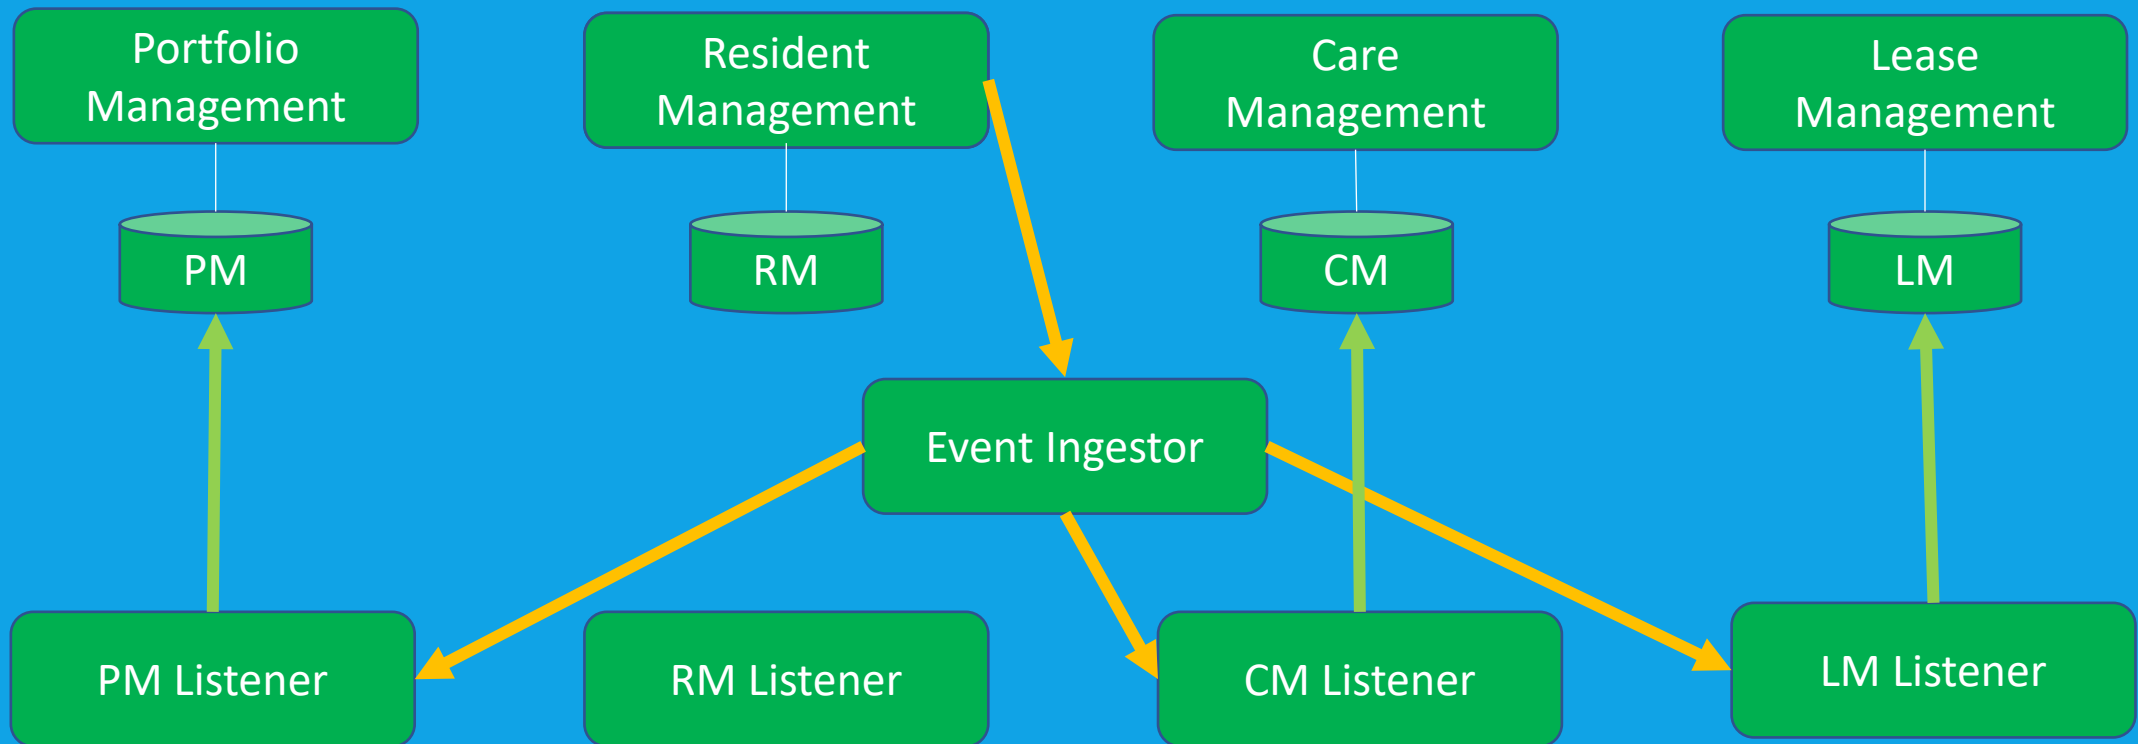 Portfolio
Management
Resident
Management
Care
Management
Lease
Management
PM
RM
CM
LM
Event Ingestor
PM Listener
RM Listener
CM Listener
LM Listener